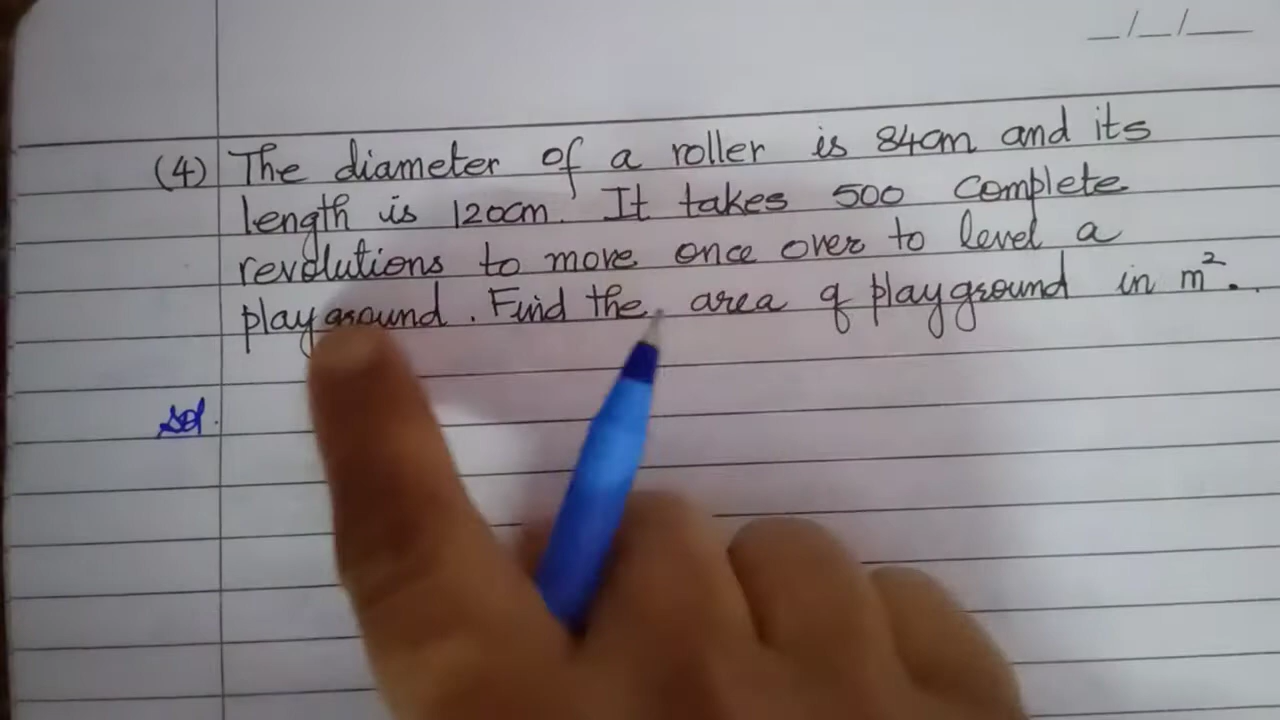 _/_/__
(4) The diameter of a roller is 84cm and its
length is 120cm. It takes 500 complete
revolutions to move once over to level a
playground. Find the area of playground in m².
Sol.